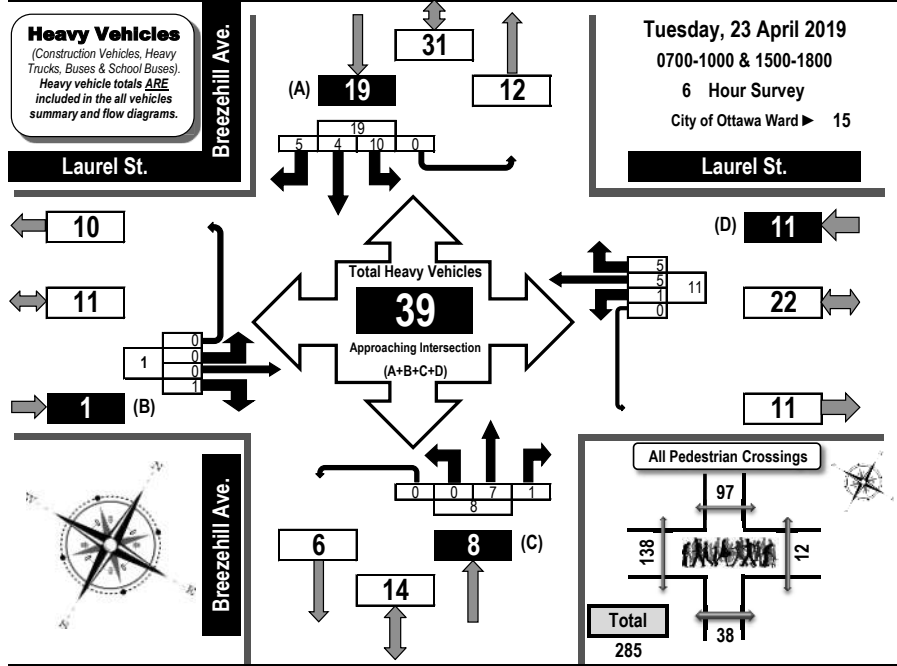 Heavy Vehicles
(Construction Vehicles, Heavy
Trucks, Buses & School Buses).
Heavy vehicle totals ARE
included in the all vehicles
summary and flow diagrams.
Breezehill Ave.
Laurel St.
31
(A) 19
12
19
5 4 10 0
Tuesday, 23 April 2019
0700-1000 & 1500-1800
6 Hour Survey
City of Ottawa Ward ► 15
Laurel St.
10
11
0
0
0
1
1
1 (B)
Total Heavy Vehicles
39
Approaching Intersection
(A+B+C+D)
(D) 11
5
5
1
0
11
22
11
0 0 7 1
8
6
8 (C)
14
Breezehill Ave.
N
All Pedestrian Crossings
97
138
12
38
Total
285